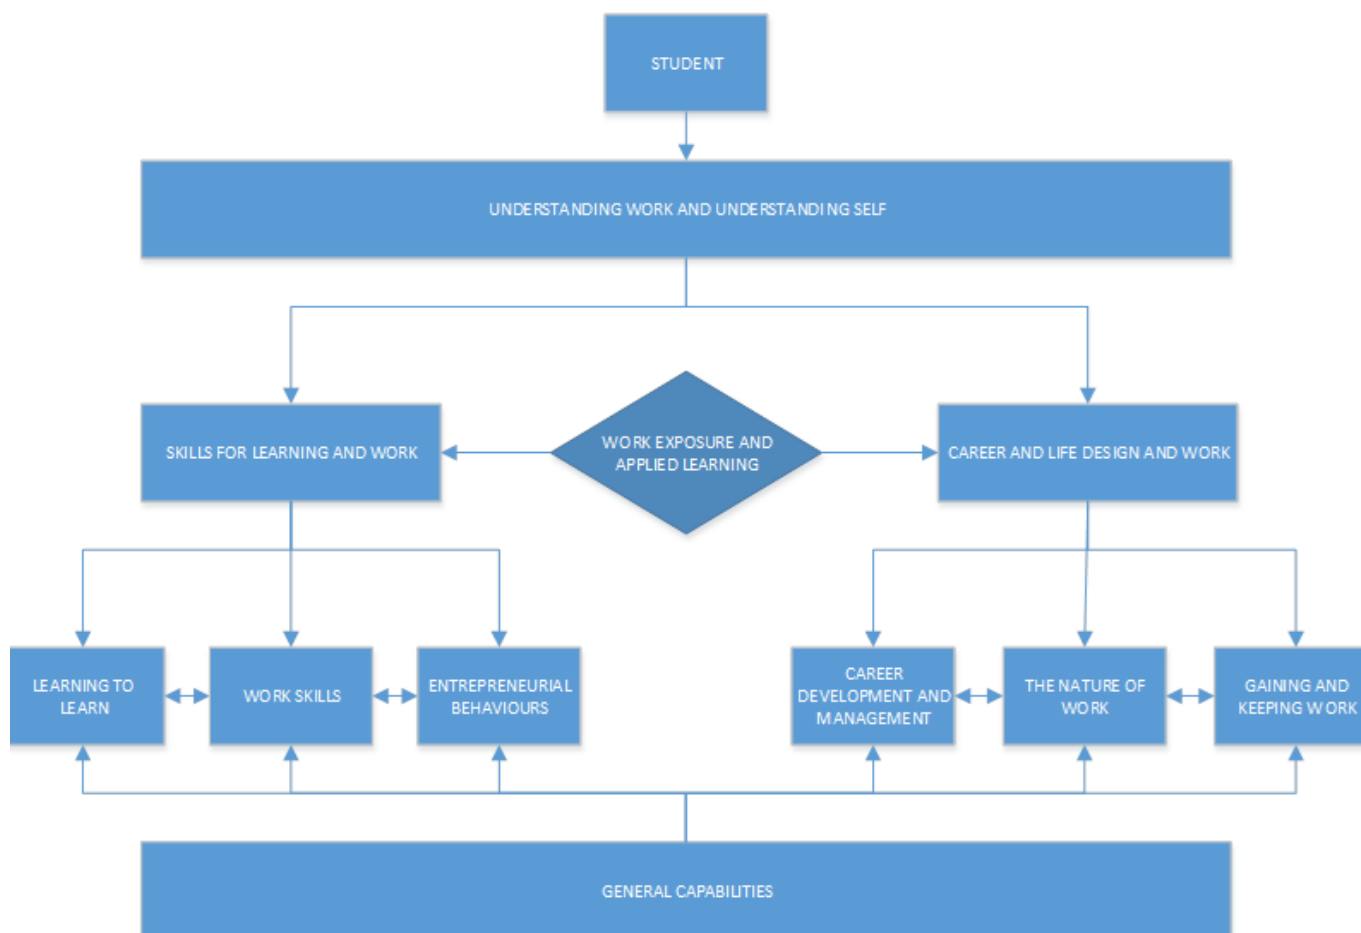 STUDENT
UNDERSTANDING WORK AND UNDERSTANDING SELF
SKILLS FOR LEARNING AND WORK
WORK EXPOSURE AND
APPLIED LEARNING
CAREER AND LIFE DESIGN AND WORK
LEARNING TO
LEARN
WORK SKILLS
ENTREPRENEURIAL
BEHAVIOURS
CAREER
DEVELOPMENT AND
MANAGEMENT
THE NATURE OF
WORK
GAINING AND
KEEPING WORK
GENERAL CAPABILITIES